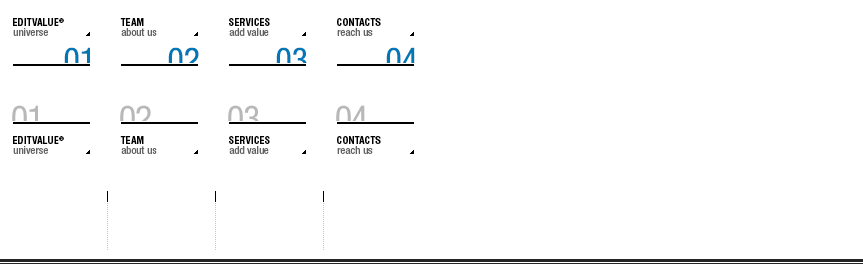 EDITVALUE® TEAM SERVICES CONTACTS
universe about us add value reach us
01 02 03 04
01 02 03 04
EDITVALUE® TEAM SERVICES CONTACTS
universe about us add value reach us